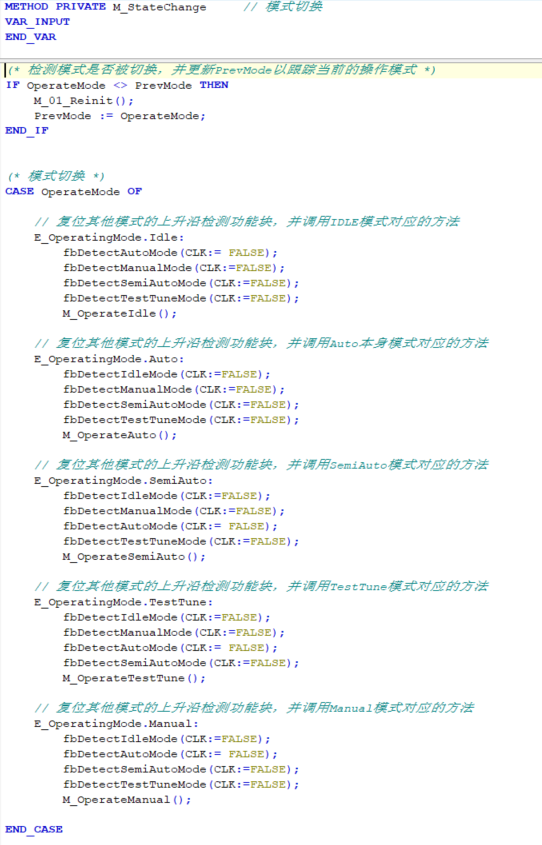 METHOD PRIVATE M_StateChange // 模式切换
VAR_INPUT
END_VAR
(* 检测模式是否被切换，并更新PrevMode以跟踪当前的操作模式 *)
IF OperateMode <> PrevMode THEN
M_01_Reinit();
PrevMode := OperateMode;
END_IF
(* 模式切换 *)
CASE OperateMode OF
// 复位其他模式的上升沿检测功能块，并调用IDLE模式对应的方法
E_OperatingMode.Idle:
fbDetectAutoMode(CLK:= FALSE);
fbDetectManualMode(CLK:=FALSE);
fbDetectSemiAutoMode(CLK:=FALSE);
fbDetectTestTuneMode(CLK:=FALSE);
M_OperateIdle();
// 复位其他模式的上升沿检测功能块，并调用Auto本身模式对应的方法
E_OperatingMode.Auto:
fbDetectIdleMode(CLK:=FALSE);
fbDetectManualMode(CLK:=FALSE);
fbDetectSemiAutoMode(CLK:=FALSE);
fbDetectTestTuneMode(CLK:=FALSE);
M_OperateAuto();
// 复位其他模式的上升沿检测功能块，并调用SemiAuto模式对应的方法
E_OperatingMode.SemiAuto:
fbDetectIdleMode(CLK:=FALSE);
fbDetectManualMode(CLK:=FALSE);
fbDetectAutoMode(CLK:= FALSE);
fbDetectTestTuneMode(CLK:=FALSE);
M_OperateSemiAuto();
// 复位其他模式的上升沿检测功能块，并调用TestTune模式对应的方法
E_OperatingMode.TestTune:
fbDetectIdleMode(CLK:=FALSE);
fbDetectManualMode(CLK:=FALSE);
fbDetectAutoMode(CLK:= FALSE);
fbDetectSemiAutoMode(CLK:=FALSE);
M_OperateTestTune();
// 复位其他模式的上升沿检测功能块，并调用Manual模式对应的方法
E_OperatingMode.Manual:
fbDetectIdleMode(CLK:=FALSE);
fbDetectAutoMode(CLK:= FALSE);
fbDetectSemiAutoMode(CLK:=FALSE);
fbDetectTestTuneMode(CLK:=FALSE);
M_OperateManual();
END_CASE